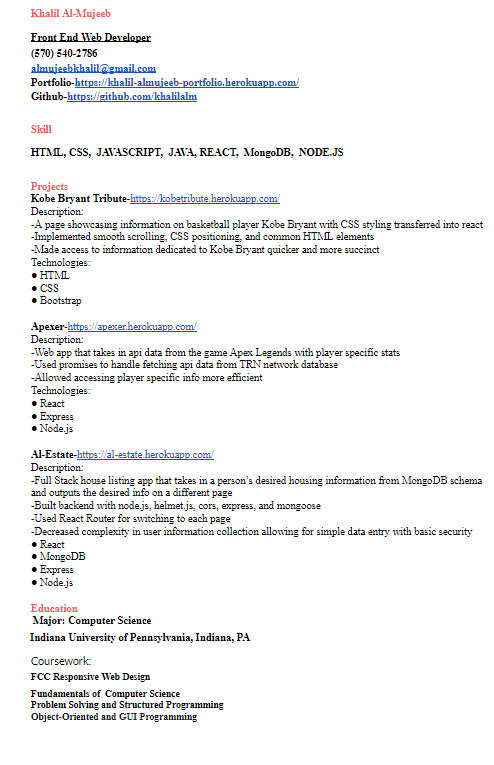 Khalil Al-Mujeeb
Front End Web Developer
(570) 540-2786
almujeebkhalil@gmail.com
Portfolio-https://khalil-almujeeb-portfolio.herokuapp.com/
Github-https://github.com/khalilalm
Skill
HTML, CSS, JAVASCRIPT, JAVA, REACT, MongoDB, NODE.JS
Projects
Kobe Bryant Tribute-https://kobetribute.herokuapp.com/
Description:
-A page showcasing information on basketball player Kobe Bryant with CSS styling transferred into react
-Implemented smooth scrolling, CSS positioning, and common HTML elements
-Made access to information dedicated to Kobe Bryant quicker and more succinct
Technologies:
● HTML
● CSS
● Bootstrap
Apexer-https://apexer.herokuapp.com/
Description:
-Web app that takes in api data from the game Apex Legends with player specific stats
-Used promises to handle fetching api data from TRN network database
-Allowed accessing player specific info more efficient
Technologies:
● React
● Express
● Node.js
Al-Estate-https://al-estate.herokuapp.com/
Description:
-Full Stack house listing app that takes in a person’s desired housing information from MongoDB schema
and outputs the desired info on a different page
-Built backend with node.js, helmet.js, cors, express, and mongoose
-Used React Router for switching to each page
-Decreased complexity in user information collection allowing for simple data entry with basic security
● React
● MongoDB
● Express
● Node.js
Education
Major: Computer Science
Indiana University of Pennsylvania, Indiana, PA
Coursework:
FCC Responsive Web Design
Fundamentals of Computer Science
Problem Solving and Structured Programming
Object-Oriented and GUI Programming